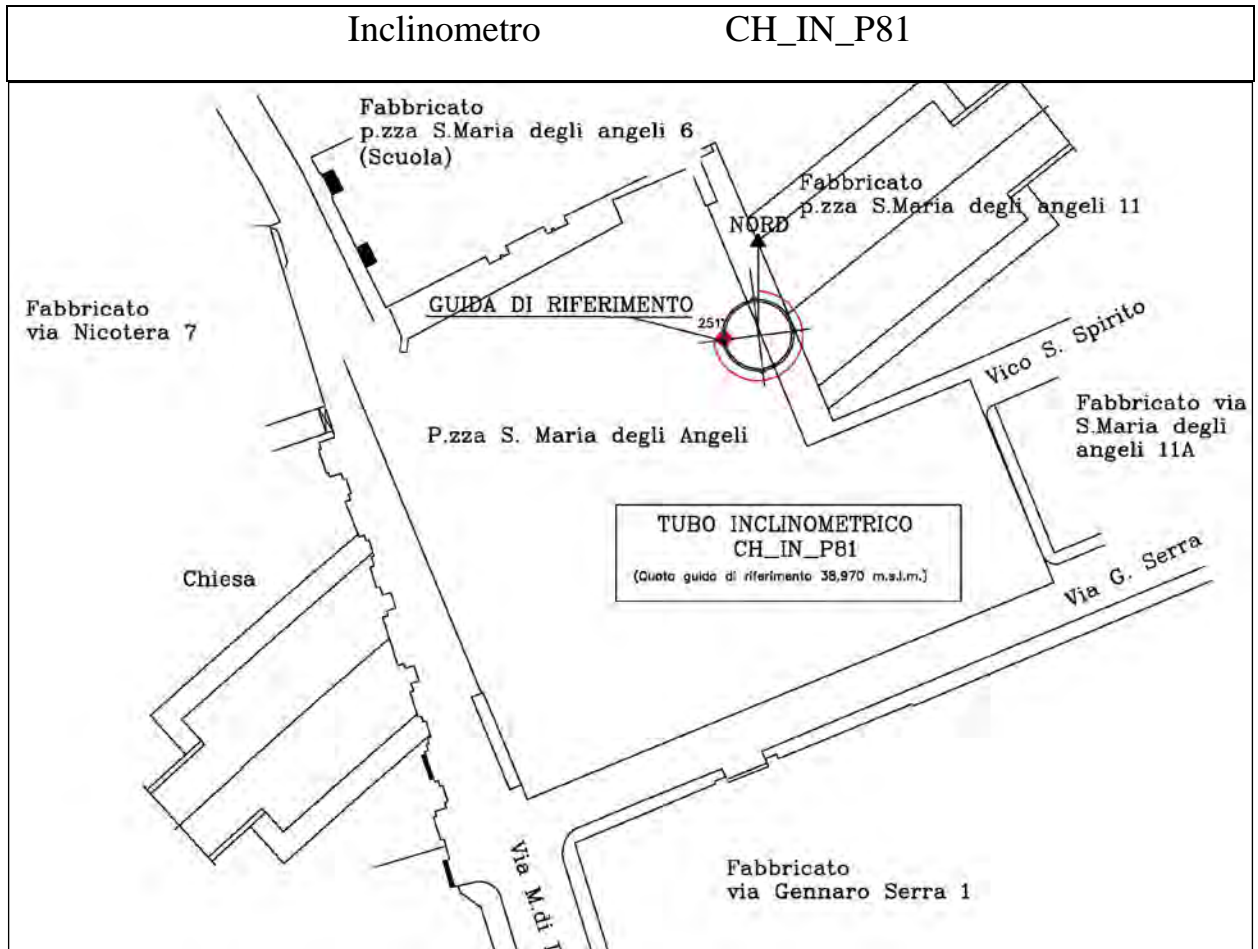 Inclinometro CH_IN_P81
Fabbricato
p.zza S.Maria degli angeli 6
(Scuola)
Fabbricato
p.zza S.Maria degli angeli 11
NORD
GUIDA DI RIFERIMENTO
Fabbricato
via Nicotera 7
Vico S. Spirito
Fabbricato via
S.Maria degli
angeli 11A
P.zza S. Maria degli Angeli
TUBO INCLINOMETRICO
CH_IN_P81
(Quota guida di riferimento 38,970 m.s.l.m.)
Via G. Serra
Chiesa
Via M.di
Fabbricato
via Gennaro Serra 1